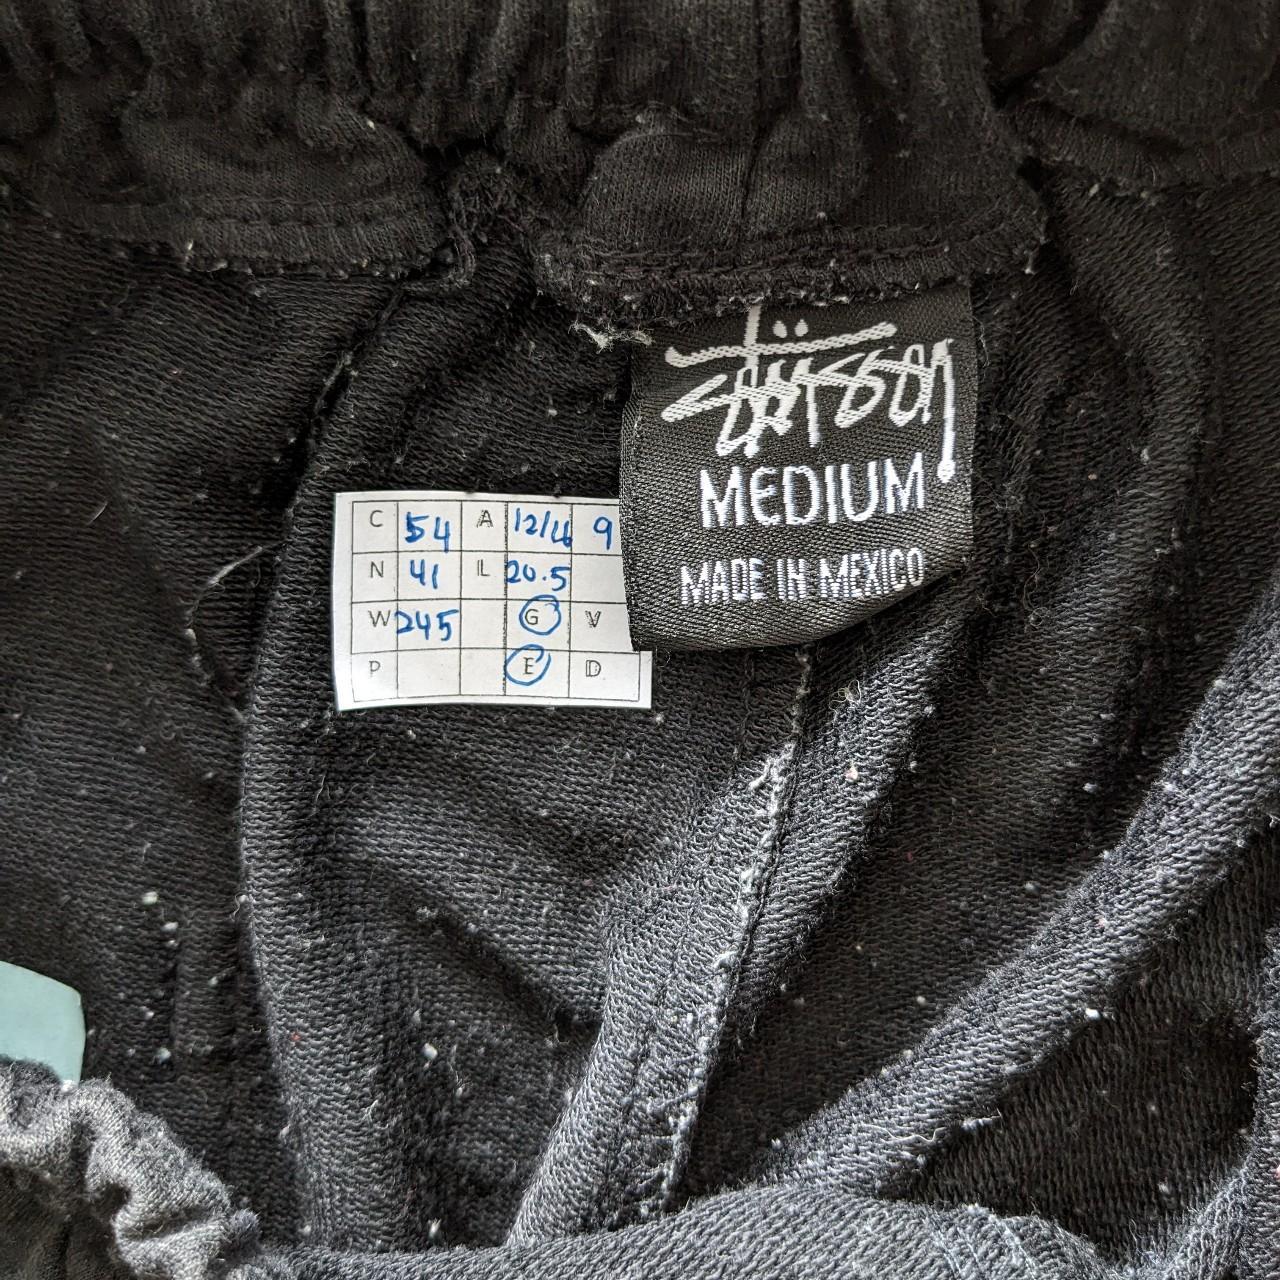 Stüssy
MEDIUM
MADE IN MEXICO
C 54 A 12/16 9
N 41 L 20.5
W 245 G V
P E D